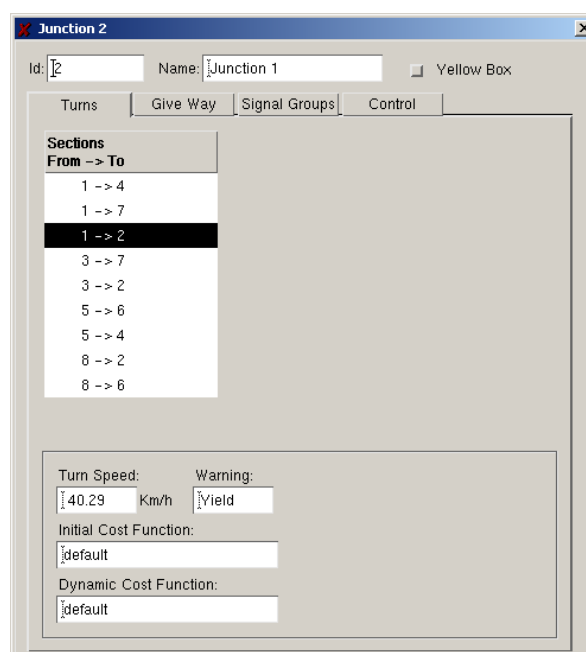 Junction 2
Id: 2 Name: Junction 1 Yellow Box
Turns Give Way Signal Groups Control
Sections
From -> To
1 -> 4
1 -> 7
1 -> 2
3 -> 7
3 -> 2
5 -> 6
5 -> 4
8 -> 2
8 -> 6
Turn Speed: Warning:
40.29 Km/h Yield
Initial Cost Function:
default
Dynamic Cost Function:
default